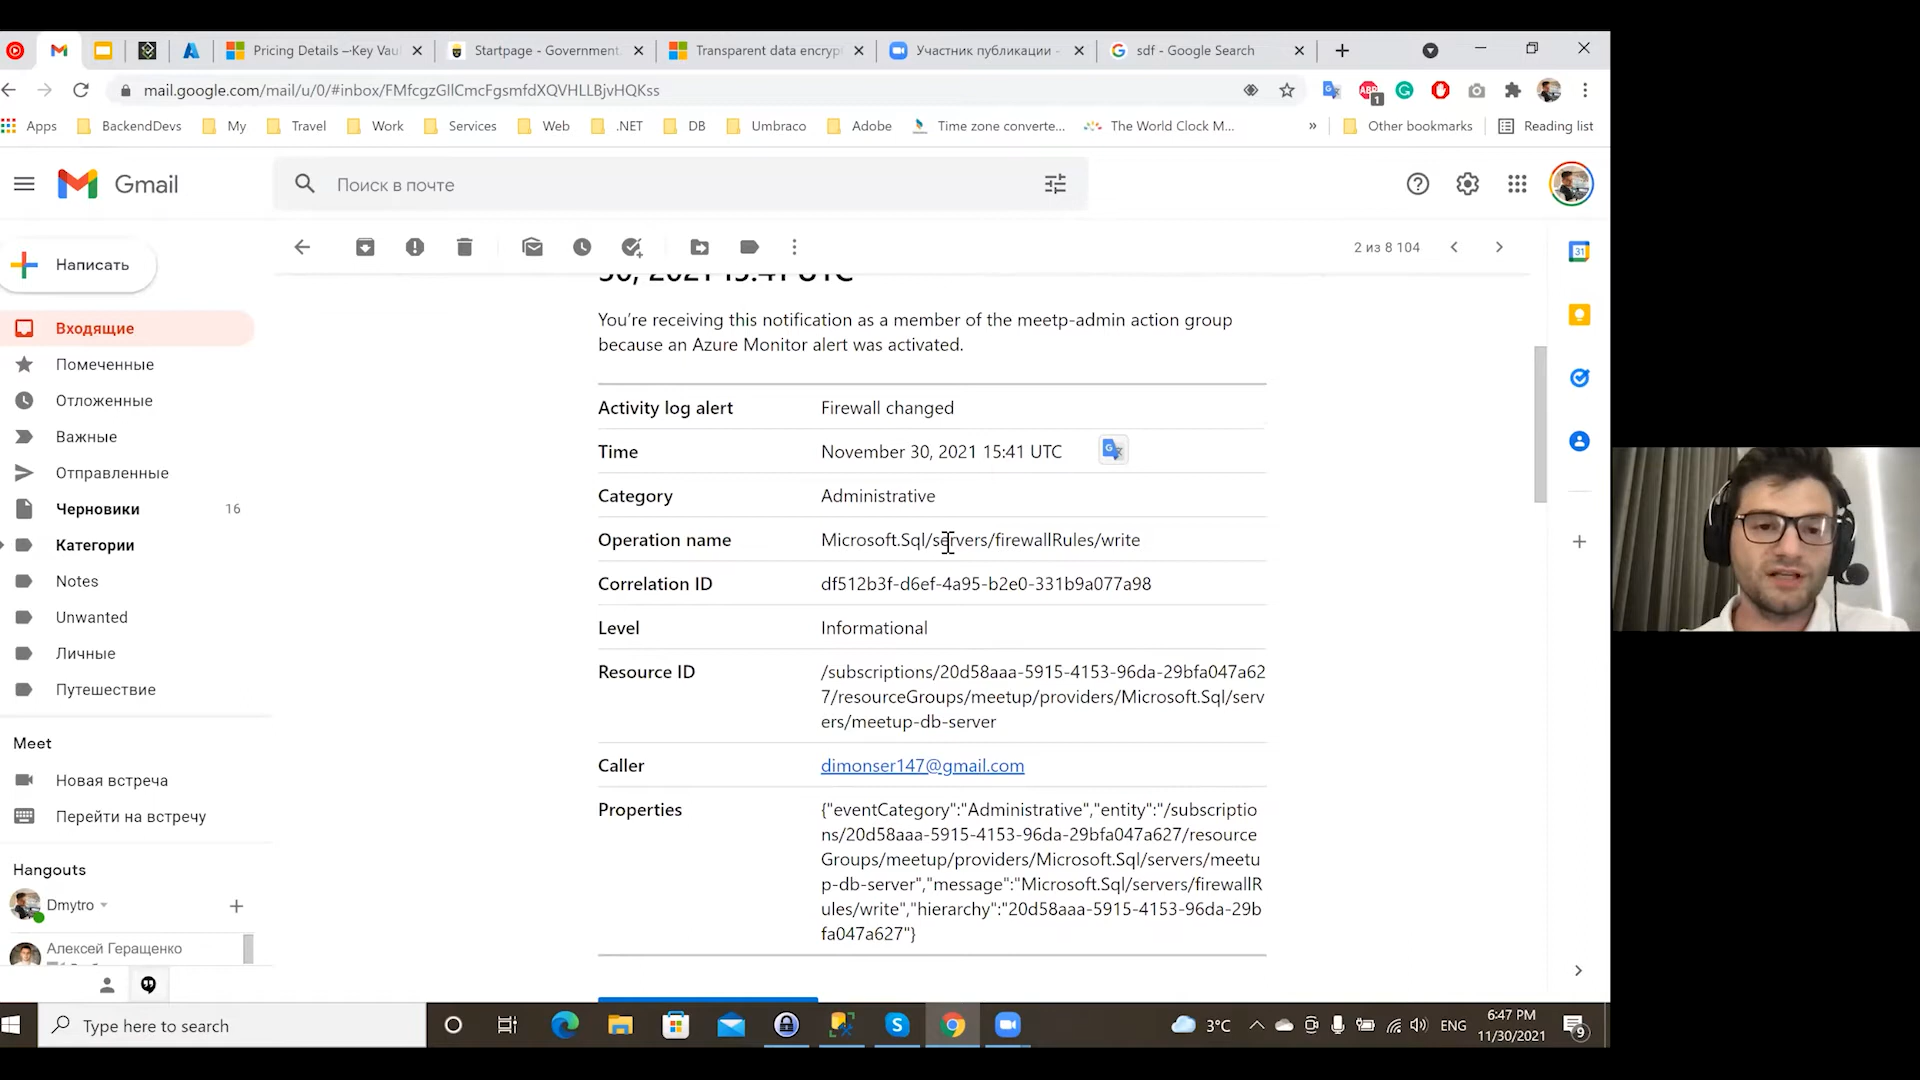 Pricing Details – Key Vau
Startpage - Government
Transparent data encryp
Участник публикации -
sdf - Google Search
mail.google.com/mail/u/0/#inbox/FMfcgzGllCmcFgsmfdXQVHLLBjvHQKss
ABP
1
Apps
BackendDevs
My
Travel
Work
Services
Web
.NET
DB
Umbraco
Adobe
Time zone converte...
The World Clock M...
»
Other bookmarks
Reading list
Gmail
Поиск в почте
Написать
2 из 8 104
31
Входящие
Помеченные
Отложенные
Важные
Отправленные
Черновики
16
Категории
Notes
Unwanted
Личные
Путешествие
Meet
Новая встреча
Перейти на встречу
Hangouts
Dmytro
Алексей Геращенко
30, 2021 15:41 UTC
You're receiving this notification as a member of the meetp-admin action group
because an Azure Monitor alert was activated.
Activity log alert
Firewall changed
Time
November 30, 2021 15:41 UTC
Category
Administrative
Operation name
Microsoft.Sql/servers/firewallRules/write
Correlation ID
df512b3f-d6ef-4a95-b2e0-331b9a077a98
Level
Informational
Resource ID
/subscriptions/20d58aaa-5915-4153-96da-29bfa047a62
7/resourceGroups/meetup/providers/Microsoft.Sql/serv
ers/meetup-db-server
Caller
dimonser147@gmail.com
Properties
{"eventCategory":"Administrative","entity":"/subscriptio
ns/20d58aaa-5915-4153-96da-29bfa047a627/resource
Groups/meetup/providers/Microsoft.Sql/servers/meetu
p-db-server","message":"Microsoft.Sql/servers/firewallR
ules/write","hierarchy":"20d58aaa-5915-4153-96da-29b
fa047a627"}
Type here to search
3°C
ENG
6:47 PM
11/30/2021
9